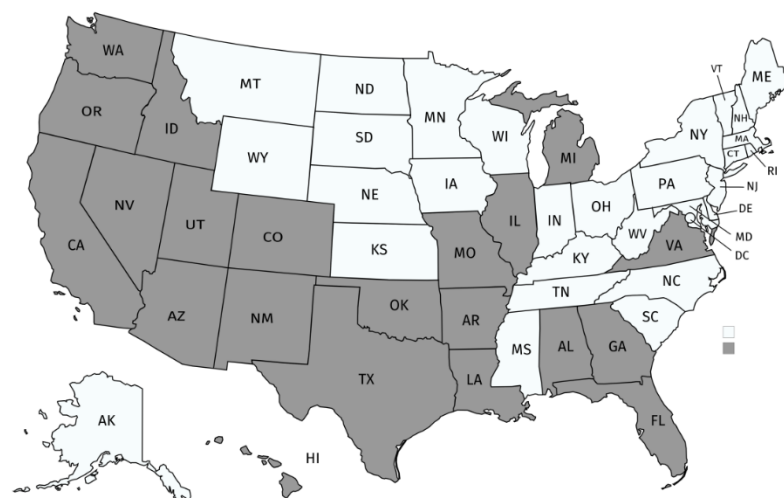 WA
MT
ND
MN
VT
ME
OR
ID
SD
WI
NH
NY
MA
CT
RI
WY
MI
PA
NJ
IA
NE
OH
DE
NV
IL
IN
WV
MD
UT
CO
VA
DC
CA
KS
MO
KY
NC
TN
OK
AR
SC
AZ
NM
MS
AL
GA
TX
LA
FL
AK
HI